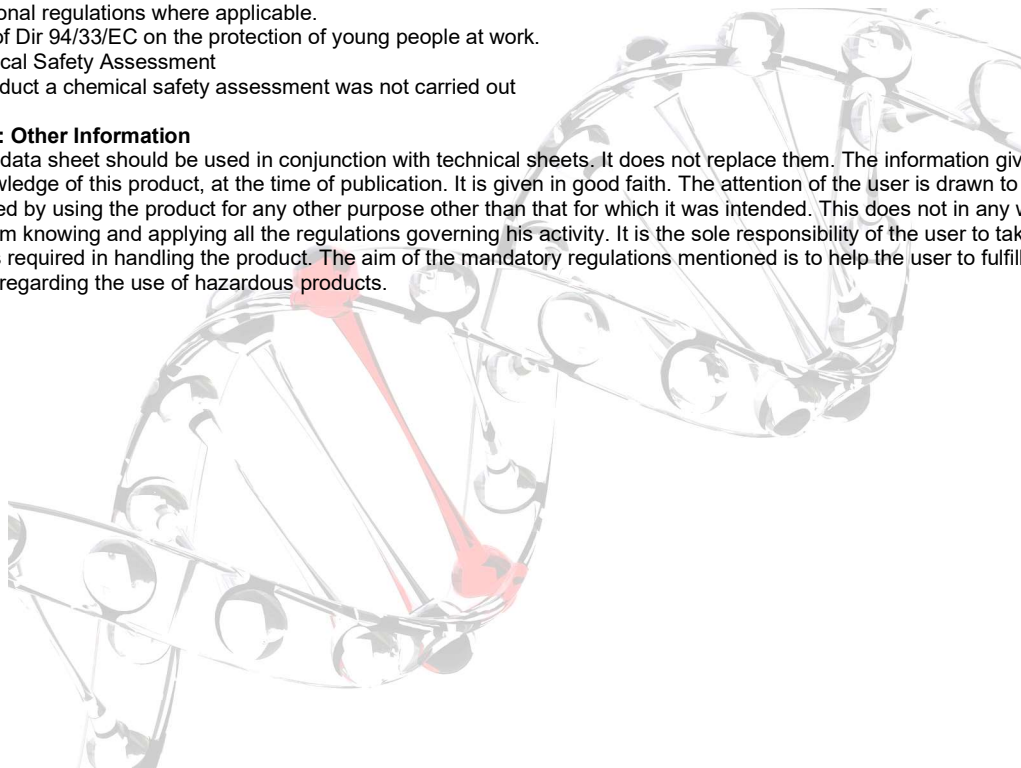 onal regulations where applicable.
of Dir 94/33/EC on the protection of young people at work.
cal Safety Assessment
duct a chemical safety assessment was not carried out
: Other Information
data sheet should be used in conjunction with technical sheets. It does not replace them. The information giv
wledge of this product, at the time of publication. It is given in good faith. The attention of the user is drawn to
ed by using the product for any other purpose other than that for which it was intended. This does not in any w
m knowing and applying all the regulations governing his activity. It is the sole responsibility of the user to tak
s required in handling the product. The aim of the mandatory regulations mentioned is to help the user to fulfill
regarding the use of hazardous products.